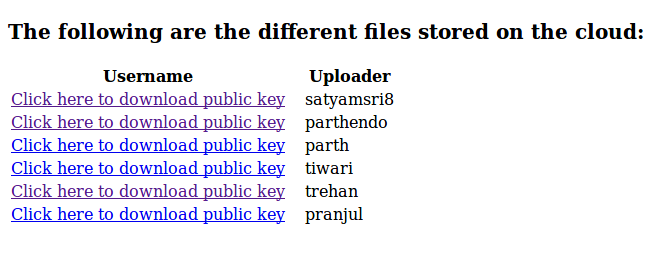 The following are the different files stored on the cloud:
Username Uploader
Click here to download public key satyamsri8
Click here to download public key parthendo
Click here to download public key parth
Click here to download public key tiwari
Click here to download public key trehan
Click here to download public key pranjul